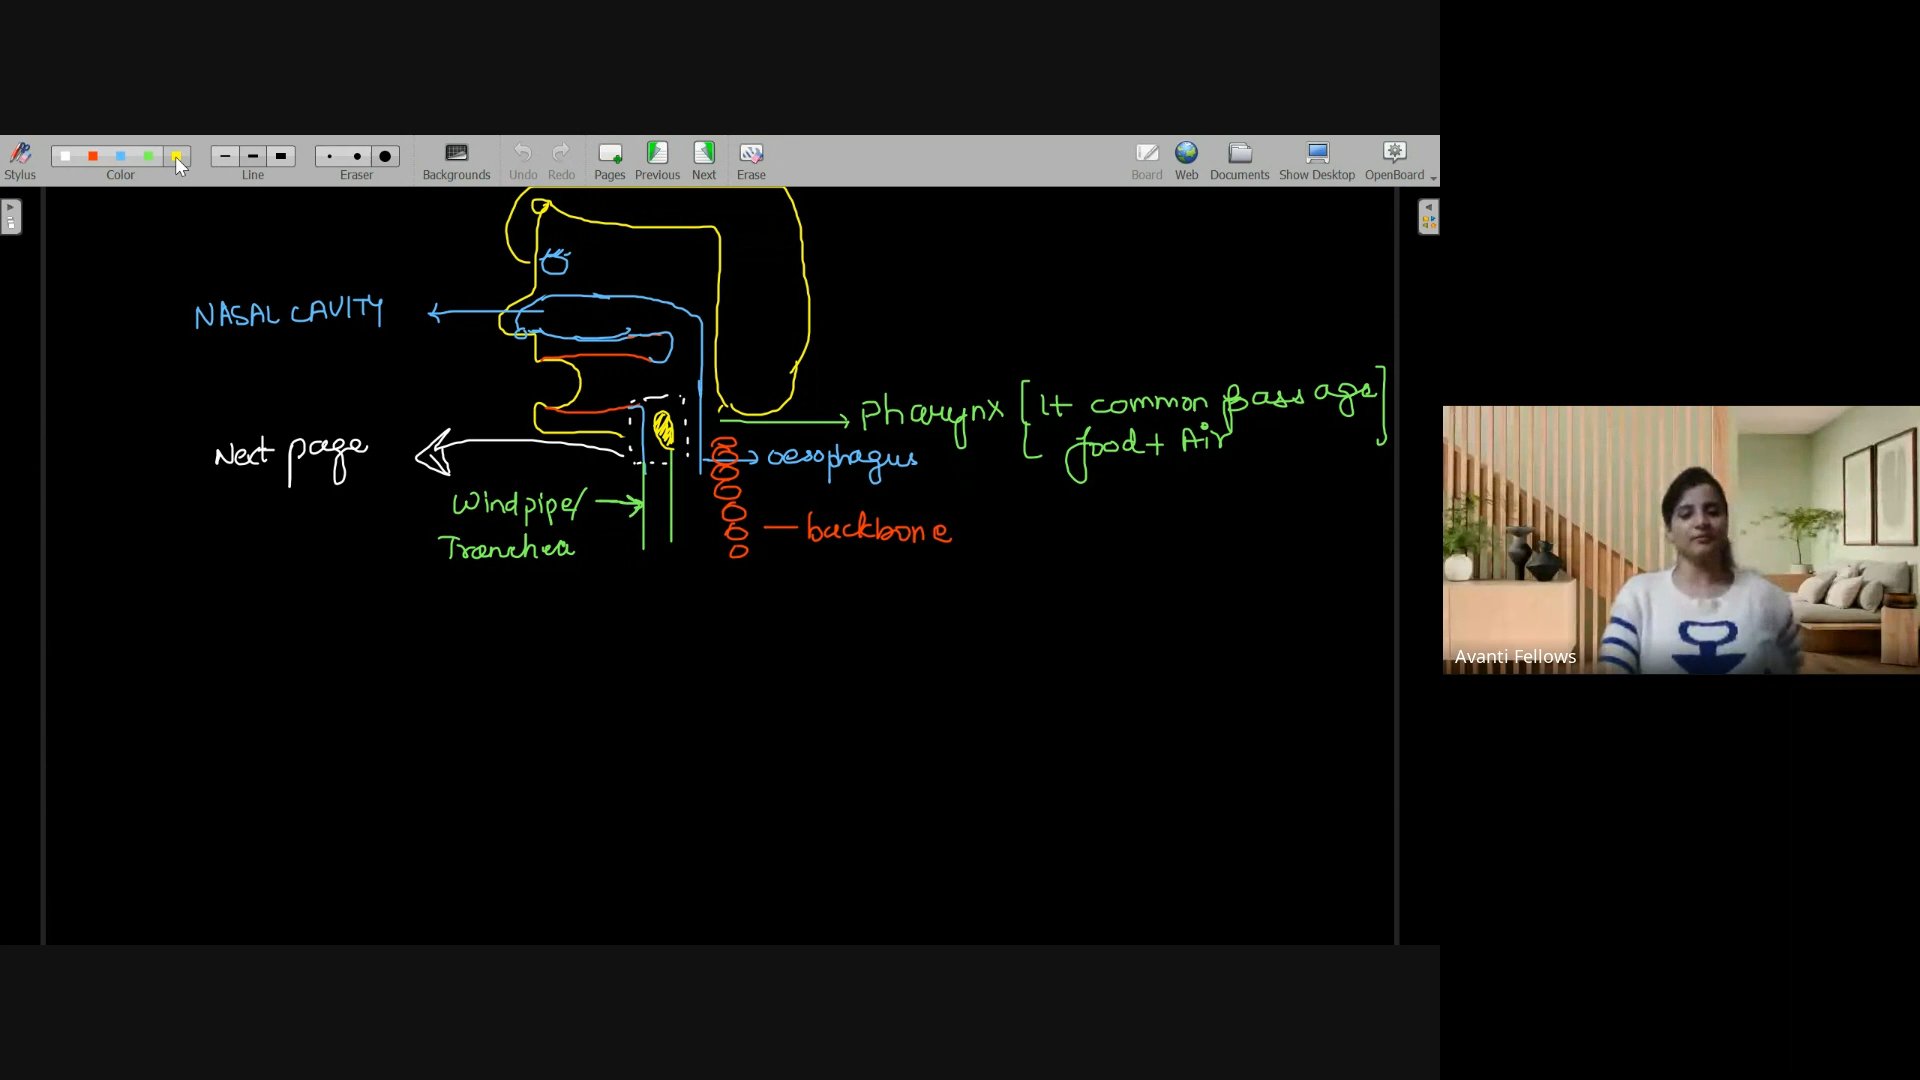 Stylus
Color
Line
Eraser
Backgrounds
Undo
Redo
Pages
Previous
Next
Erase
Board
Web
Documents
Show Desktop
OpenBoard
NASAL CAVITY
Pharynx [It common passage
food + Air]
Next page
oesophagus
Windpipe/
Tranchea
backbone
Avanti Fellows